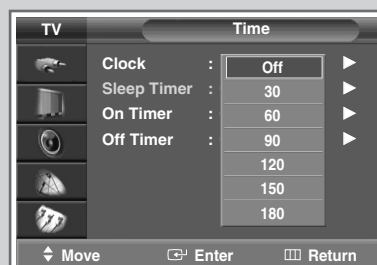 TV Time
Clock : Off
Sleep Timer : 30
On Timer : 60
Off Timer : 90
120
150
180
Move Enter Return